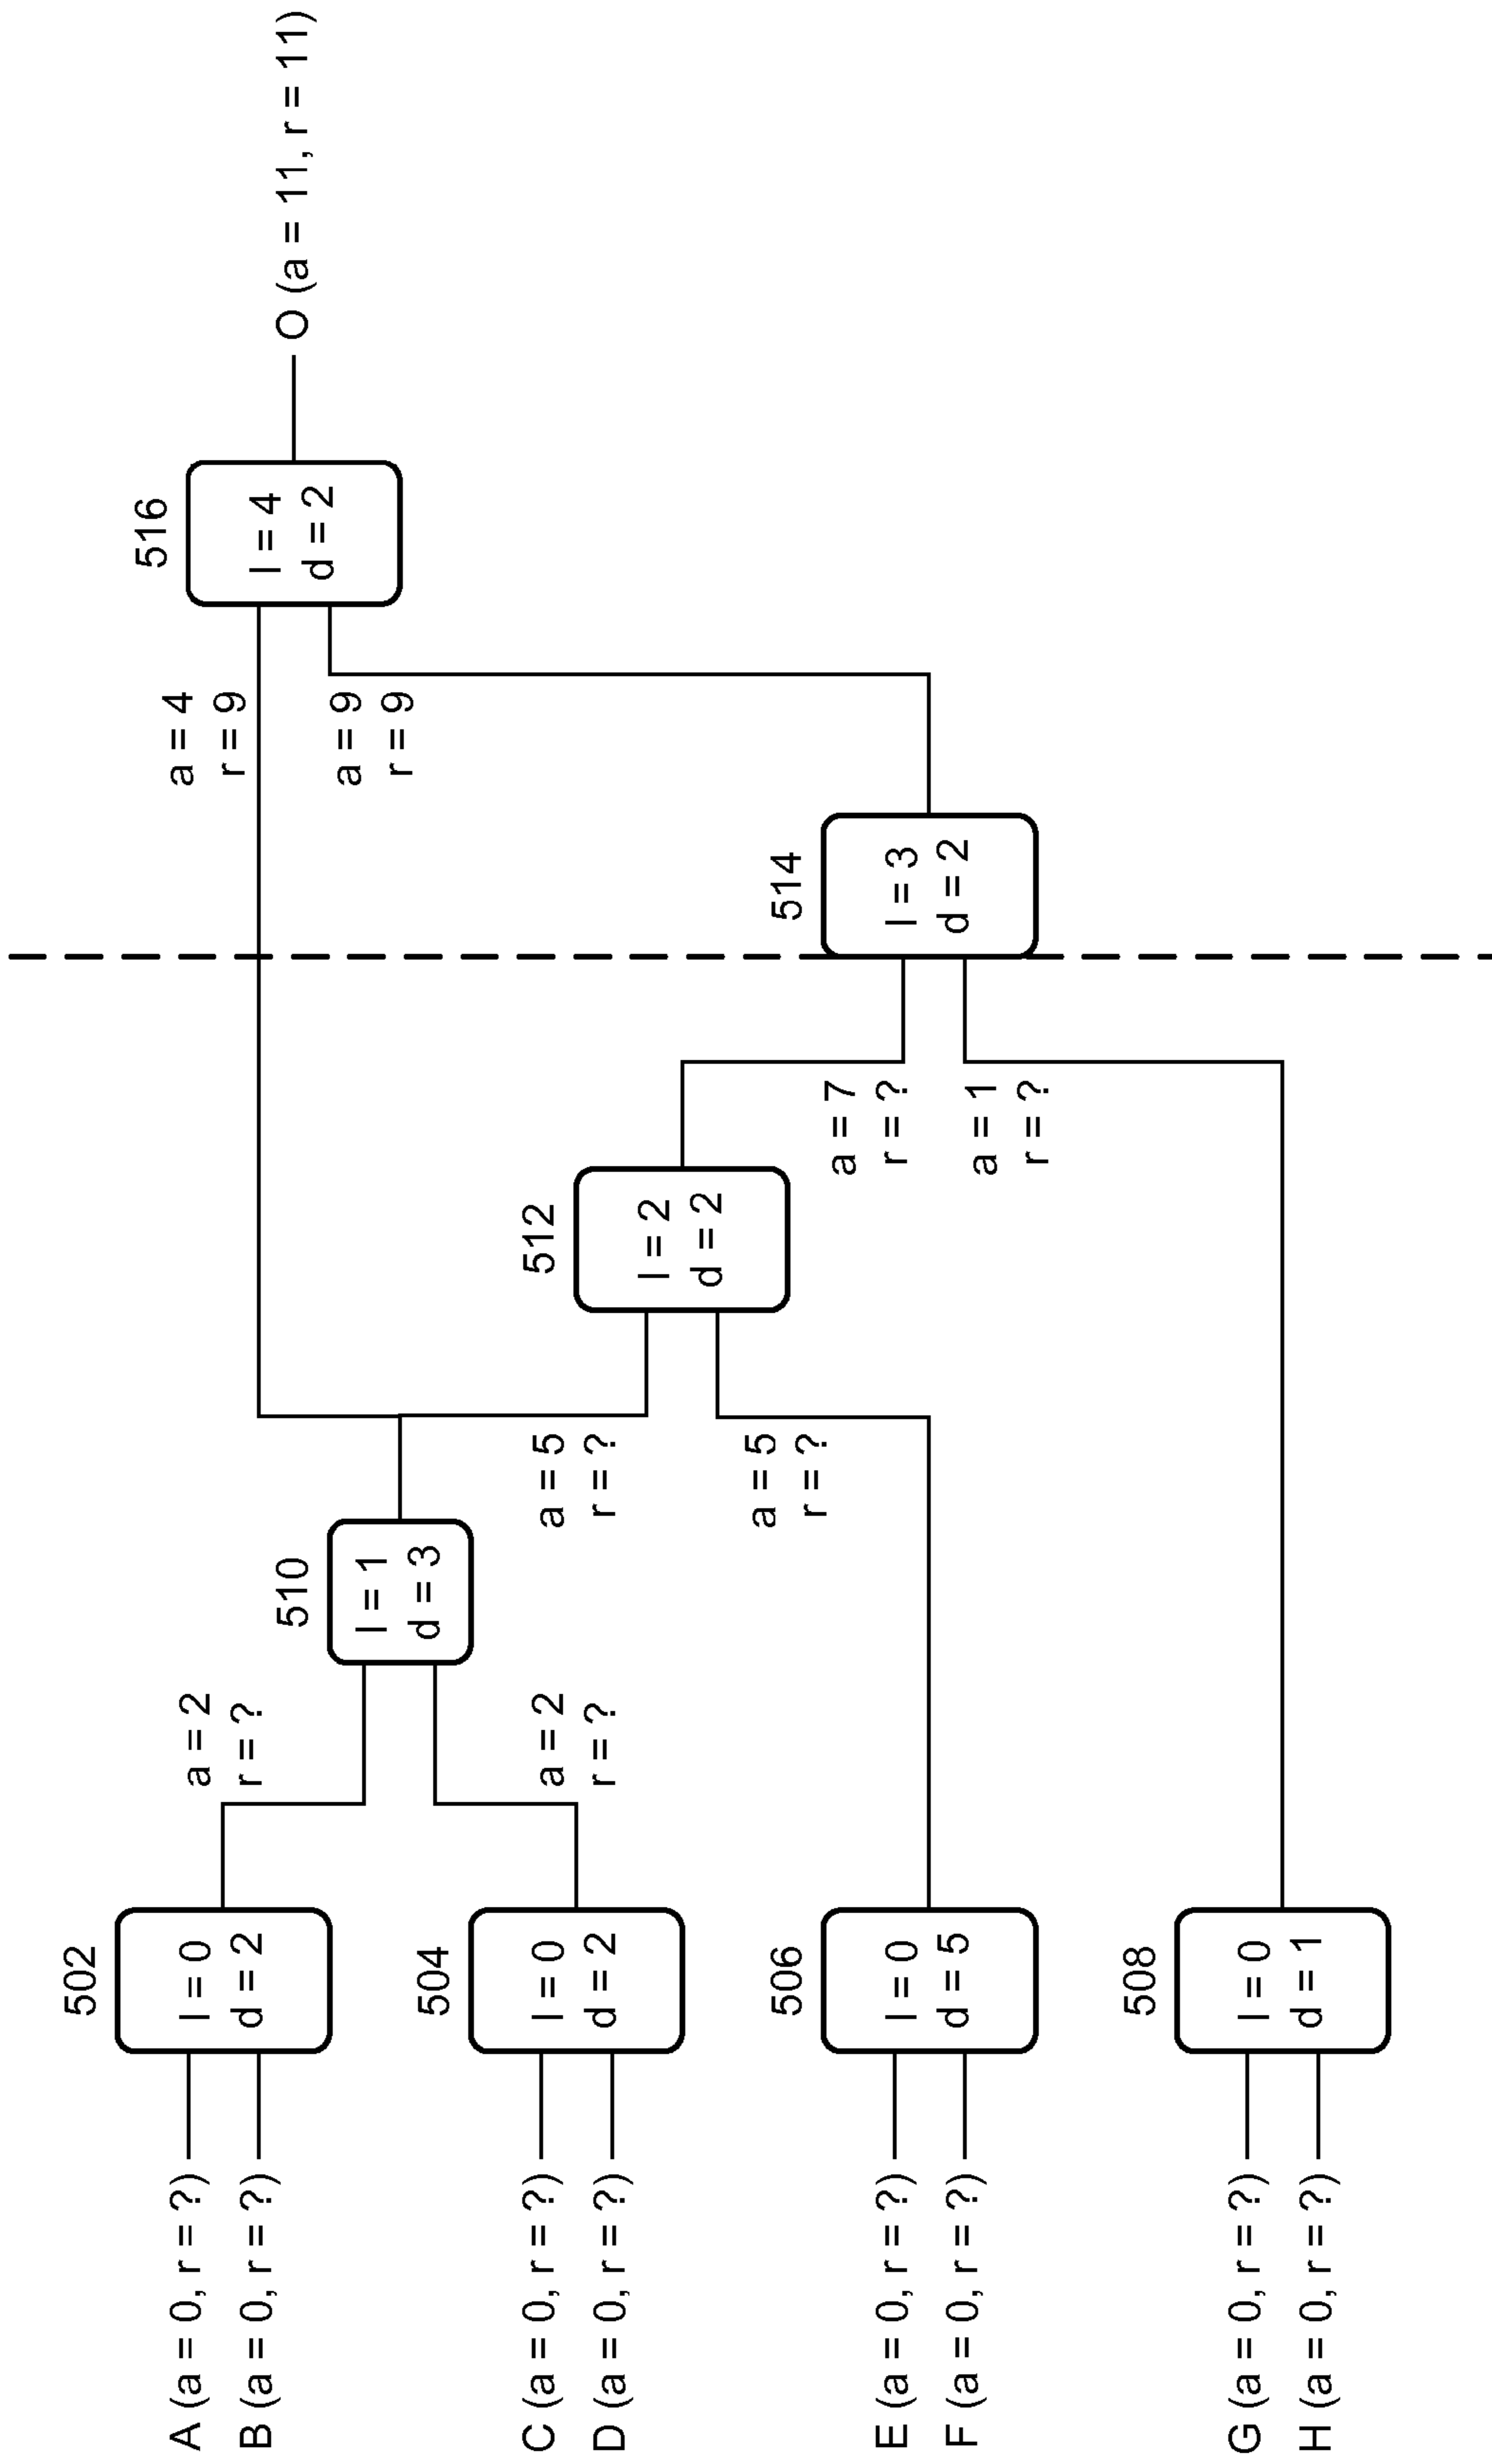 502
A (a = 0, r = ?)
B (a = 0, r = ?)
l = 0
d = 2
504
C (a = 0, r = ?)
D (a = 0, r = ?)
l = 0
d = 2
506
E (a = 0, r = ?)
F (a = 0, r = ?)
l = 0
d = 5
508
G (a = 0, r = ?)
H (a = 0, r = ?)
l = 0
d = 1
a = 2
r = ?
a = 2
r = ?
510
l = 1
d = 3
a = 5
r = ?
a = 5
r = ?
512
l = 2
d = 2
a = 7
r = ?
a = 1
r = ?
514
l = 3
d = 2
a = 4
r = 9
a = 9
r = 9
516
l = 4
d = 2
O (a = 11, r = 11)